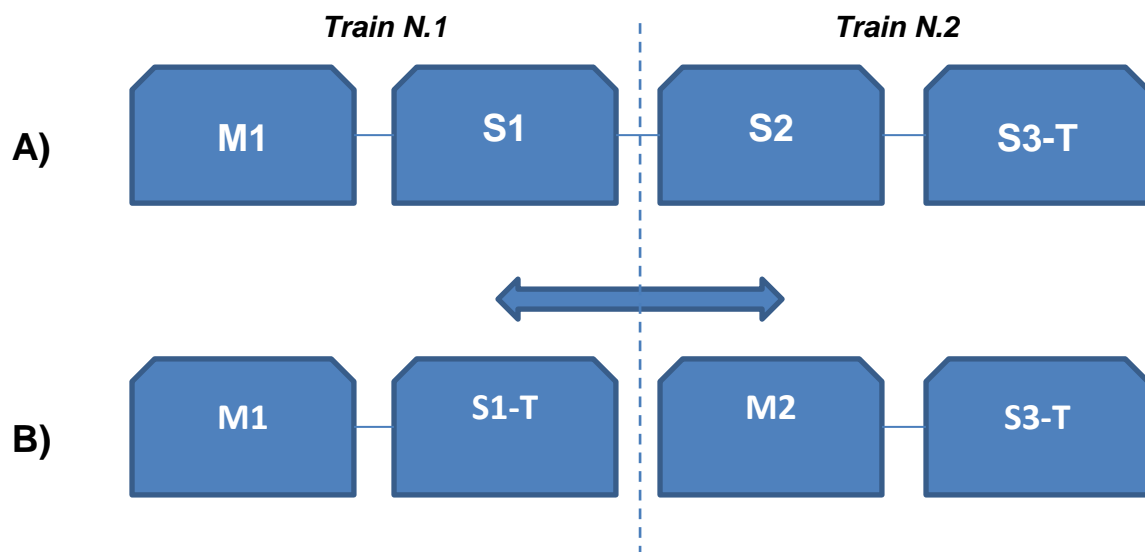 Train N.1 Train N.2
A) M1 S1 S2 S3-T
B) M1 S1-T M2 S3-T